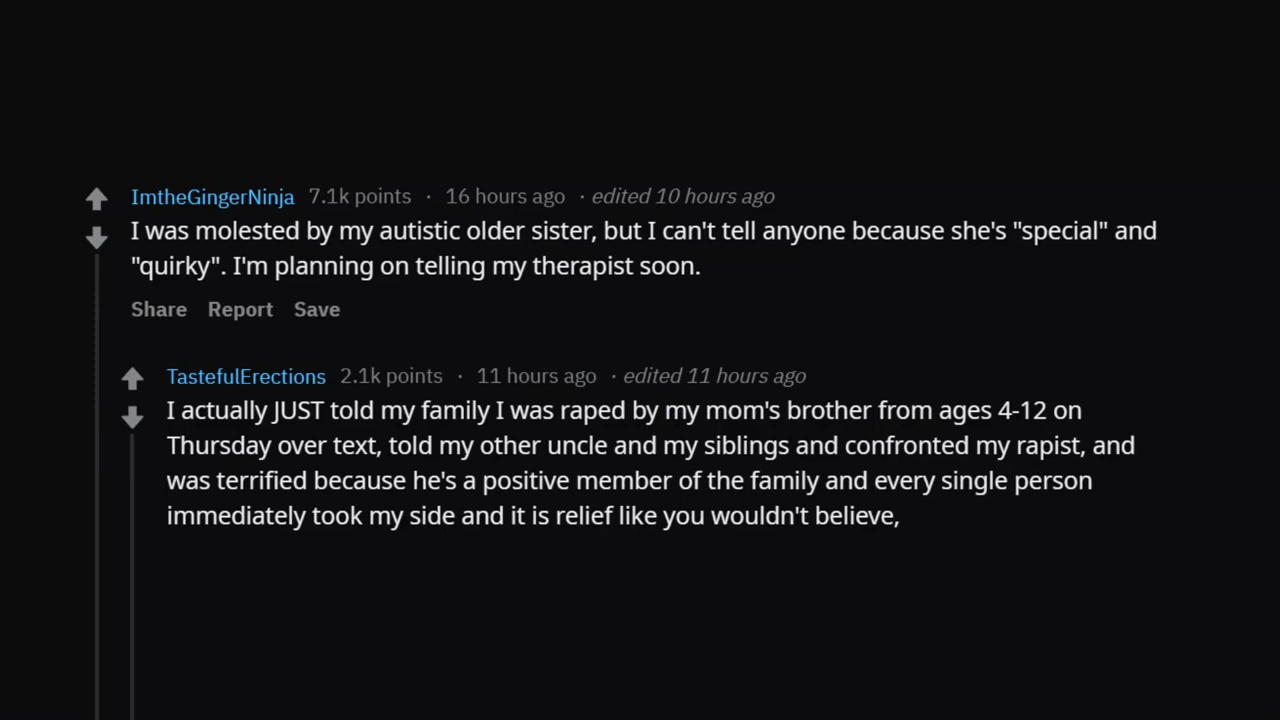 ImtheGingerNinja 7.1k points · 16 hours ago · edited 10 hours ago
I was molested by my autistic older sister, but I can't tell anyone because she's "special" and
"quirky". I'm planning on telling my therapist soon.
Share Report Save
TastefulErections 2.1k points · 11 hours ago · edited 11 hours ago
I actually JUST told my family I was raped by my mom's brother from ages 4-12 on
Thursday over text, told my other uncle and my siblings and confronted my rapist, and
was terrified because he's a positive member of the family and every single person
immediately took my side and it is relief like you wouldn't believe,